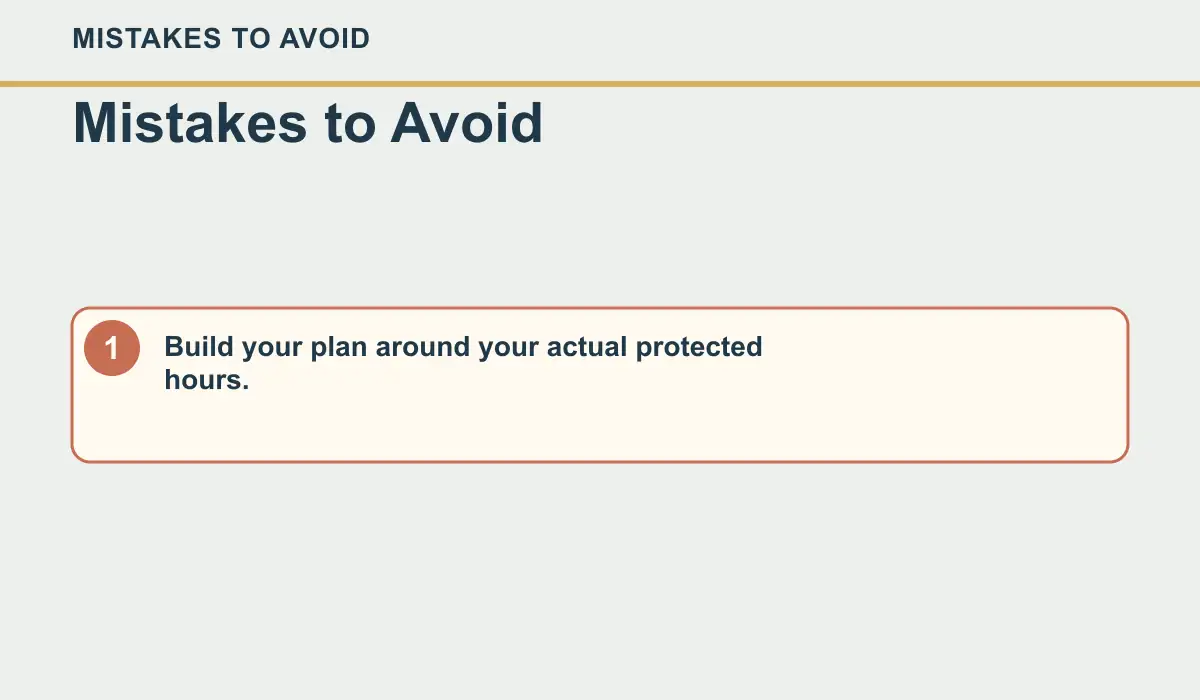 MISTAKES TO AVOID
Mistakes to Avoid
1
Build your plan around your actual protected
hours.